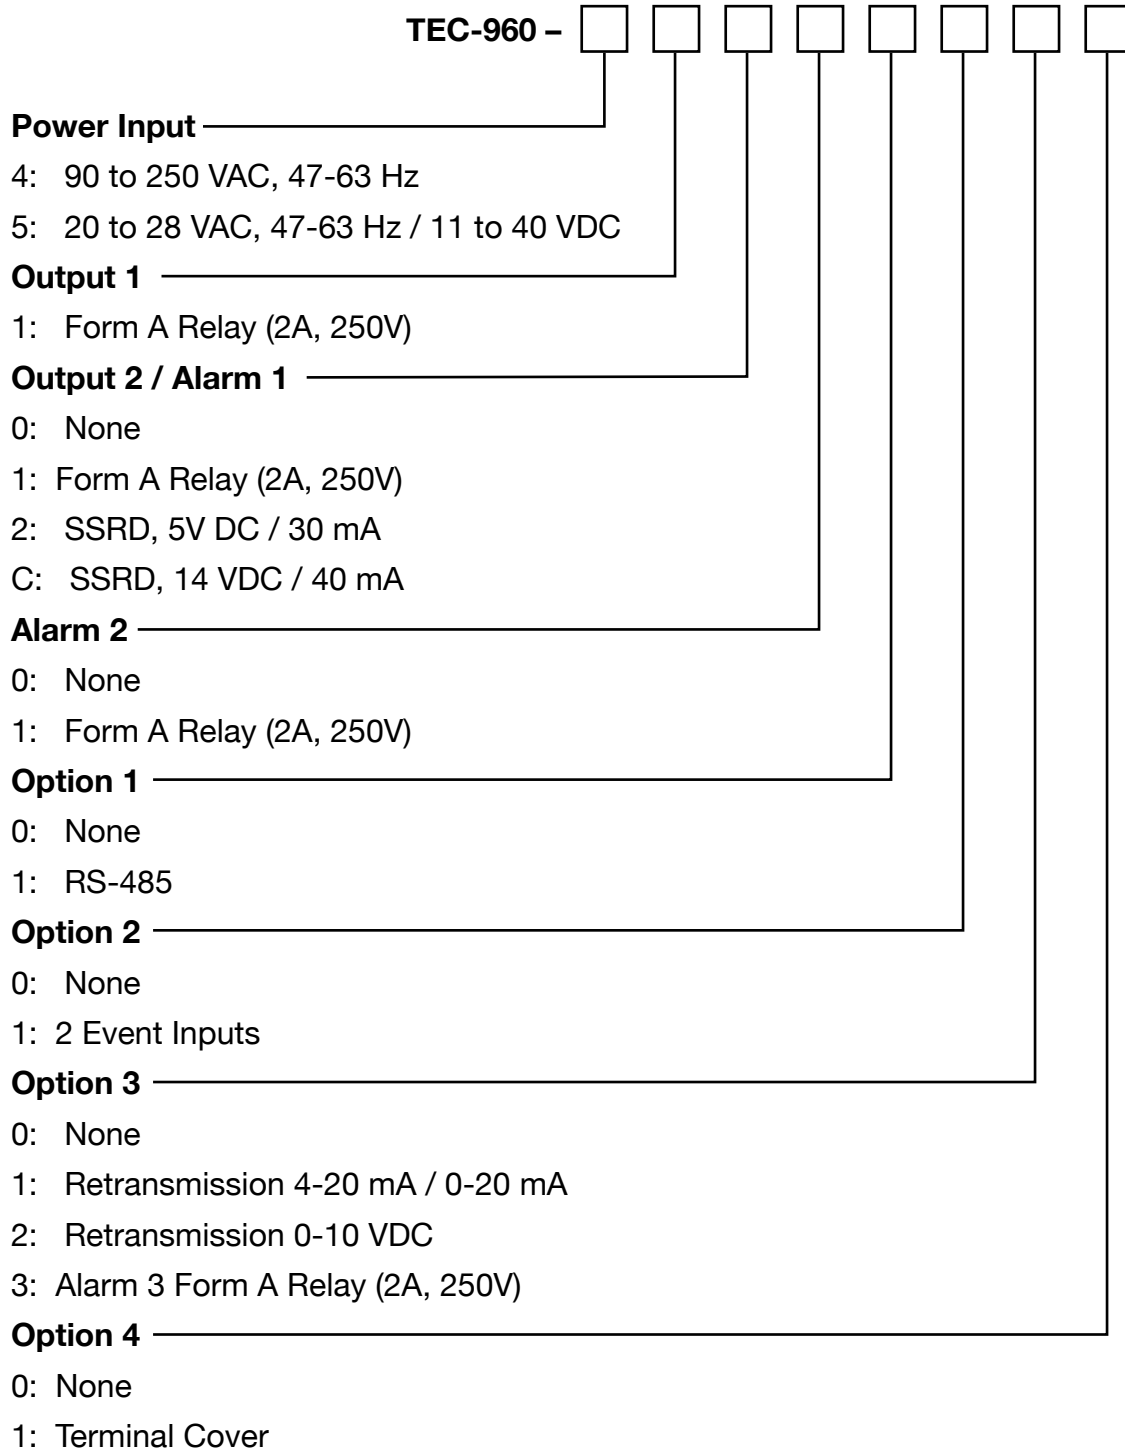 TEC-960 –
Power Input
4: 90 to 250 VAC, 47-63 Hz
5: 20 to 28 VAC, 47-63 Hz / 11 to 40 VDC
Output 1
1: Form A Relay (2A, 250V)
Output 2 / Alarm 1
0: None
1: Form A Relay (2A, 250V)
2: SSRD, 5V DC / 30 mA
C: SSRD, 14 VDC / 40 mA
Alarm 2
0: None
1: Form A Relay (2A, 250V)
Option 1
0: None
1: RS-485
Option 2
0: None
1: 2 Event Inputs
Option 3
0: None
1: Retransmission 4-20 mA / 0-20 mA
2: Retransmission 0-10 VDC
3: Alarm 3 Form A Relay (2A, 250V)
Option 4
0: None
1: Terminal Cover